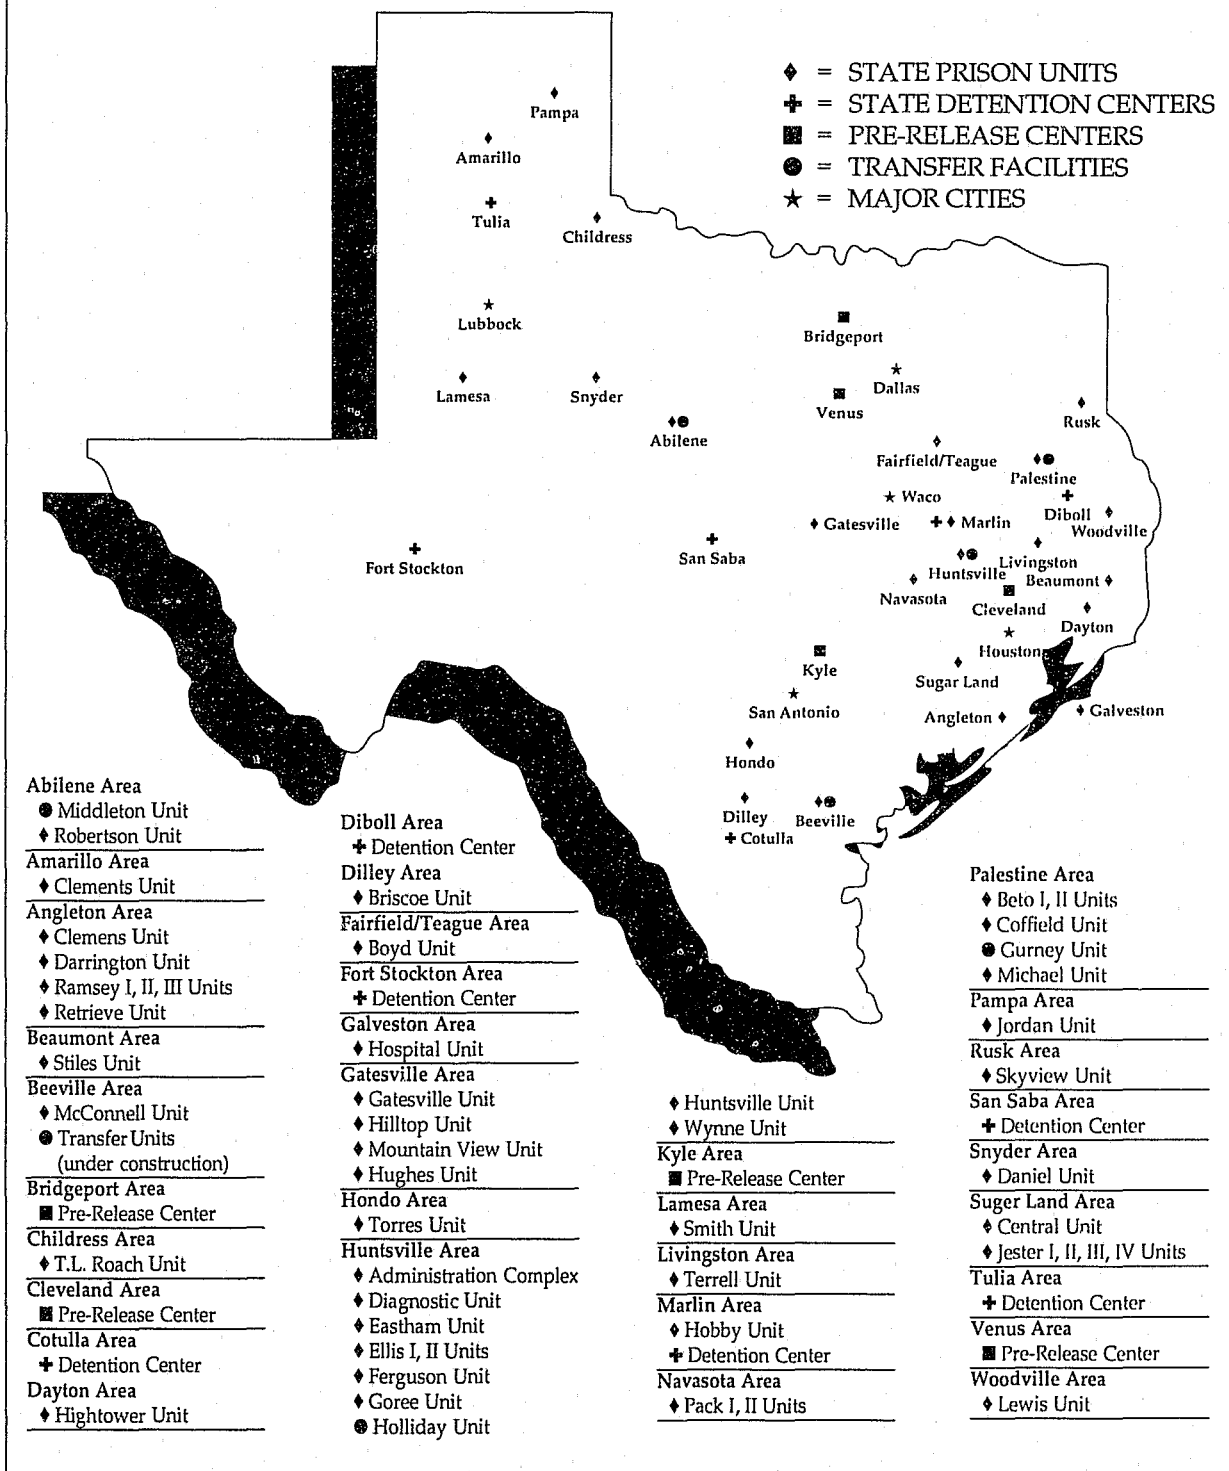 = STATE PRISON UNITS
= STATE DETENTION CENTERS
= PRE-RELEASE CENTERS
= TRANSFER FACILITIES
= MAJOR CITIES
Pampa
Amarillo
Tulia
Childress
Lubbock
Bridgeport
Dallas
Lamesa
Snyder
Venus
Rusk
Abilene
Fairfield/Teague
Palestine
Waco
Diboll
Woodville
Gatesville
Marlin
San Saba
Fort Stockton
Livingston
Huntsville
Beaumont
Navasota
Cleveland
Dayton
Houston
Kyle
Sugar Land
San Antonio
Angleton
Galveston
Hondo
Dilley
Beeville
Cotulla
Abilene Area
Middleton Unit
Robertson Unit
Amarillo Area
Clements Unit
Angleton Area
Clemens Unit
Darrington Unit
Ramsey I, II, III Units
Retrieve Unit
Beaumont Area
Stiles Unit
Beeville Area
McConnell Unit
Transfer Units
(under construction)
Bridgeport Area
Pre-Release Center
Childress Area
T.L. Roach Unit
Cleveland Area
Pre-Release Center
Cotulla Area
Detention Center
Dayton Area
Hightower Unit
Diboll Area
Detention Center
Dilley Area
Briscoe Unit
Fairfield/Teague Area
Boyd Unit
Fort Stockton Area
Detention Center
Galveston Area
Hospital Unit
Gatesville Area
Gatesville Unit
Hilltop Unit
Mountain View Unit
Hughes Unit
Hondo Area
Torres Unit
Huntsville Area
Administration Complex
Diagnostic Unit
Eastham Unit
Ellis I, II Units
Ferguson Unit
Goree Unit
Holliday Unit
Huntsville Unit
Wynne Unit
Kyle Area
Pre-Release Center
Lamesa Area
Smith Unit
Livingston Area
Terrell Unit
Marlin Area
Hobby Unit
Detention Center
Navasota Area
Pack I, II Units
Palestine Area
Beto I, II Units
Coffield Unit
Gurney Unit
Michael Unit
Pampa Area
Jordan Unit
Rusk Area
Skyview Unit
San Saba Area
Detention Center
Snyder Area
Daniel Unit
Suger Land Area
Central Unit
Jester I, II, III, IV Units
Tulia Area
Detention Center
Venus Area
Pre-Release Center
Woodville Area
Lewis Unit